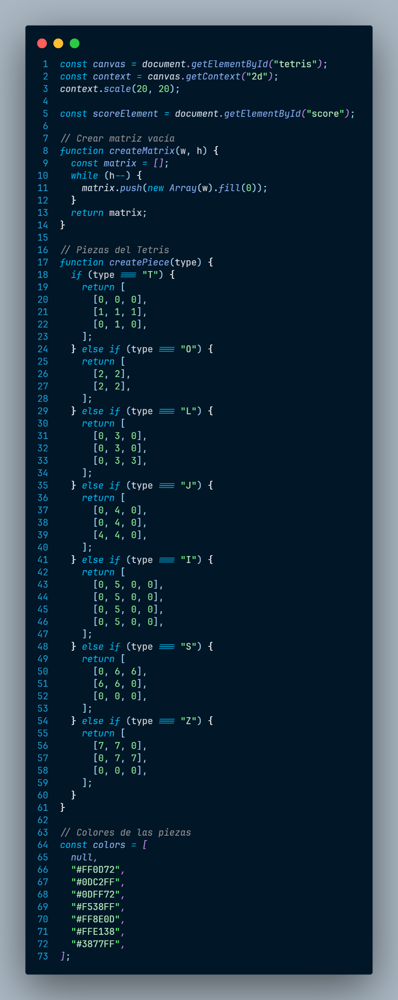 1 const canvas = document.getElementById("tetris");
2 const context = canvas.getContext("2d");
3 context.scale(20, 20);
4
5 const scoreElement = document.getElementById("score");
6
7 // Crear matriz vacía
8 function createMatrix(w, h) {
9   const matrix = [];
10   while (h--) {
11     matrix.push(new Array(w).fill(0));
12   }
13   return matrix;
14 }
15
16 // Piezas del Tetris
17 function createPiece(type) {
18   if (type === "T") {
19     return [
20       [0, 0, 0],
21       [1, 1, 1],
22       [0, 1, 0],
23     ];
24   } else if (type === "O") {
25     return [
26       [2, 2],
27       [2, 2],
28     ];
29   } else if (type === "L") {
30     return [
31       [0, 3, 0],
32       [0, 3, 0],
33       [0, 3, 3],
34     ];
35   } else if (type === "J") {
36     return [
37       [0, 4, 0],
38       [0, 4, 0],
39       [4, 4, 0],
40     ];
41   } else if (type === "I") {
42     return [
43       [0, 5, 0, 0],
44       [0, 5, 0, 0],
45       [0, 5, 0, 0],
46       [0, 5, 0, 0],
47     ];
48   } else if (type === "S") {
49     return [
50       [0, 6, 6],
51       [6, 6, 0],
52       [0, 0, 0],
53     ];
54   } else if (type === "Z") {
55     return [
56       [7, 7, 0],
57       [0, 7, 7],
58       [0, 0, 0],
59     ];
60   }
61 }
62
63 // Colores de las piezas
64 const colors = [
65   null,
66   "#FF0D72",
67   "#0DC2FF",
68   "#0DFF72",
69   "#F538FF",
70   "#FF8E0D",
71   "#FFE138",
72   "#3877FF",
73 ];